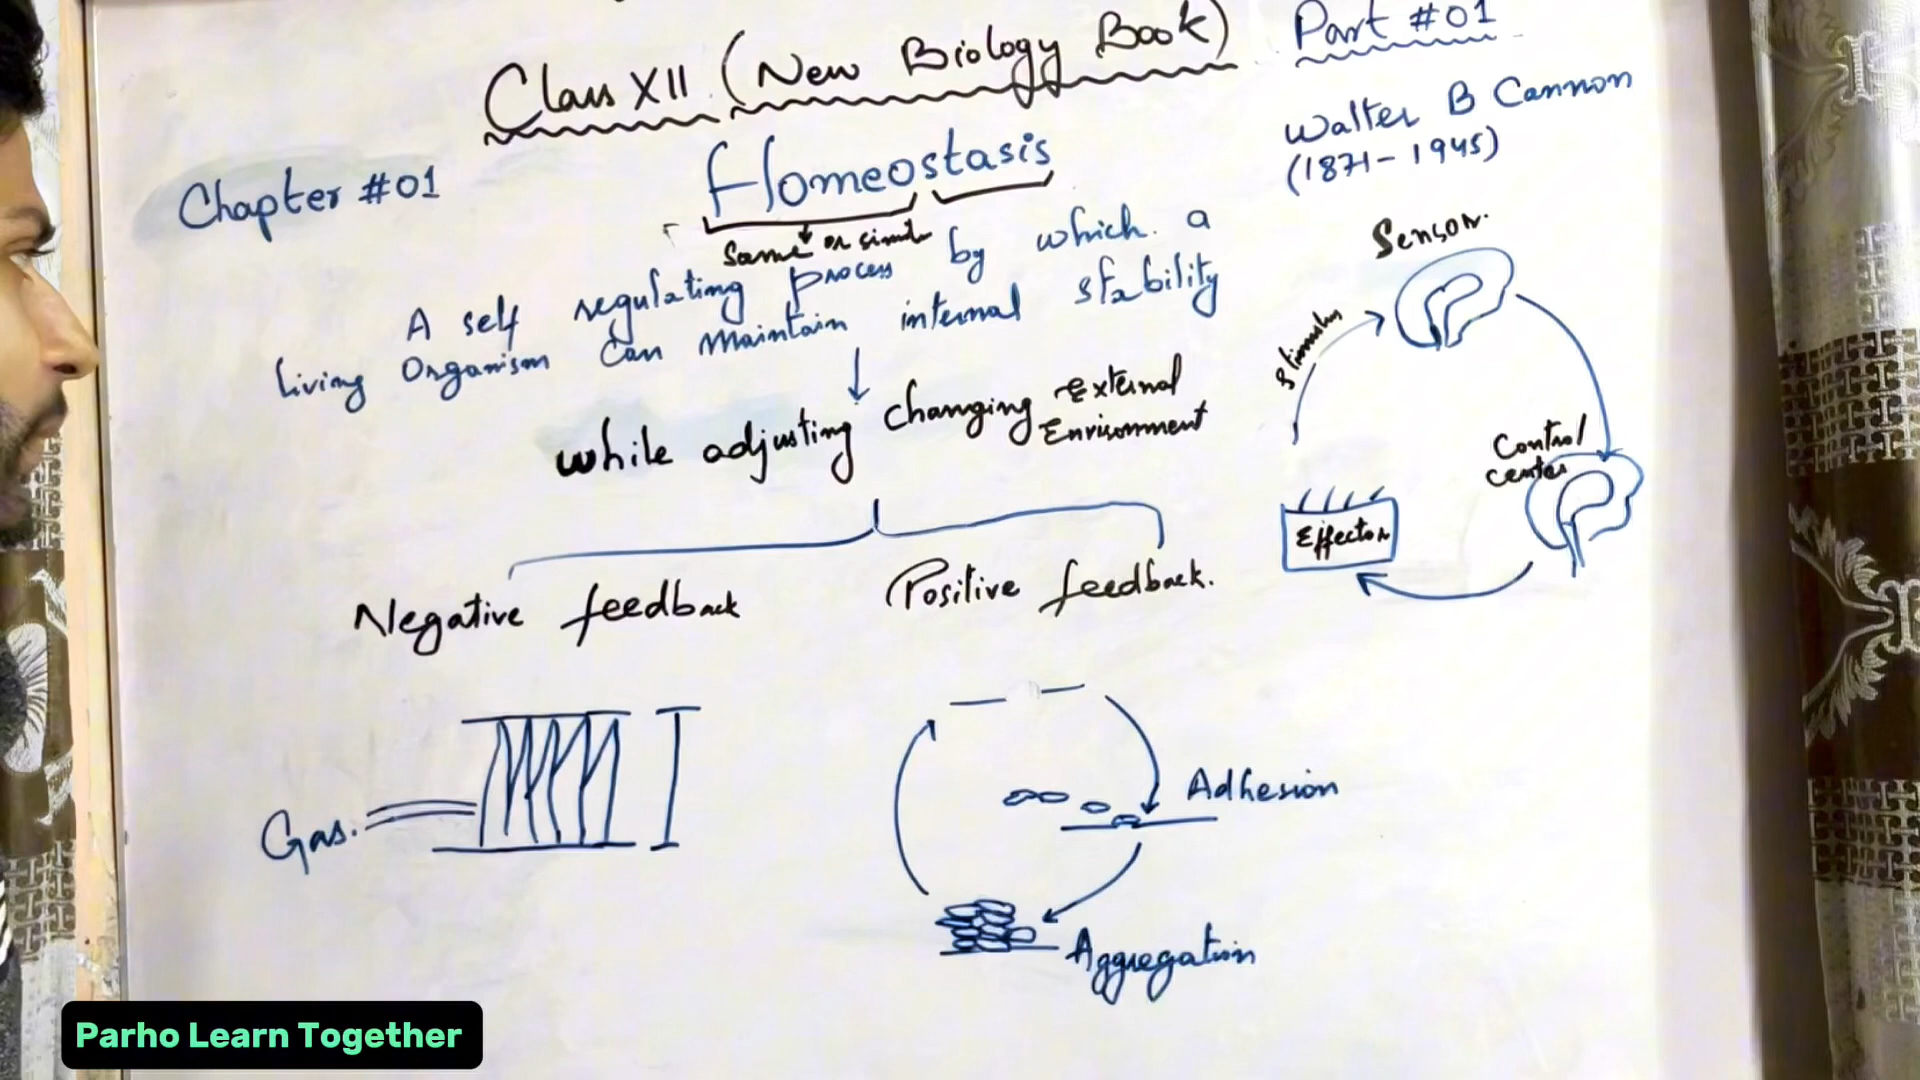 Class XII (New Biology Book)
Part #01
Walter B Cannon
(1871-1945)
Chapter #01
Homeostasis
Same or simil
A self regulating process by which a
living Organism Can Maintain internal stability
while adjusting changing External
Environment
Negative feedback
Positive feedback.
Sensor.
Stimulus
Control
center
Effector
Gas.
Adhesion
Aggregation
Parho Learn Together